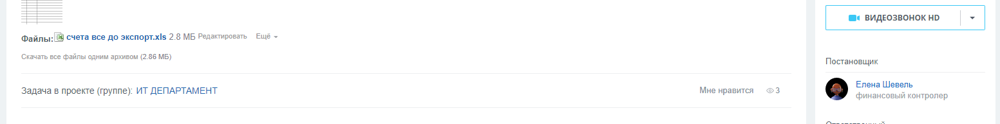 Файлы: счета все до экспорт.xls 2.8 МБ Редактировать Ещё
Скачать все файлы одним архивом (2.86 МБ)
Задача в проекте (группе): ИТ ДЕПАРТАМЕНТ
Мне нравится 3
ВИДЕОЗВОНОК HD
Постановщик
Елена Шевель
финансовый контролер